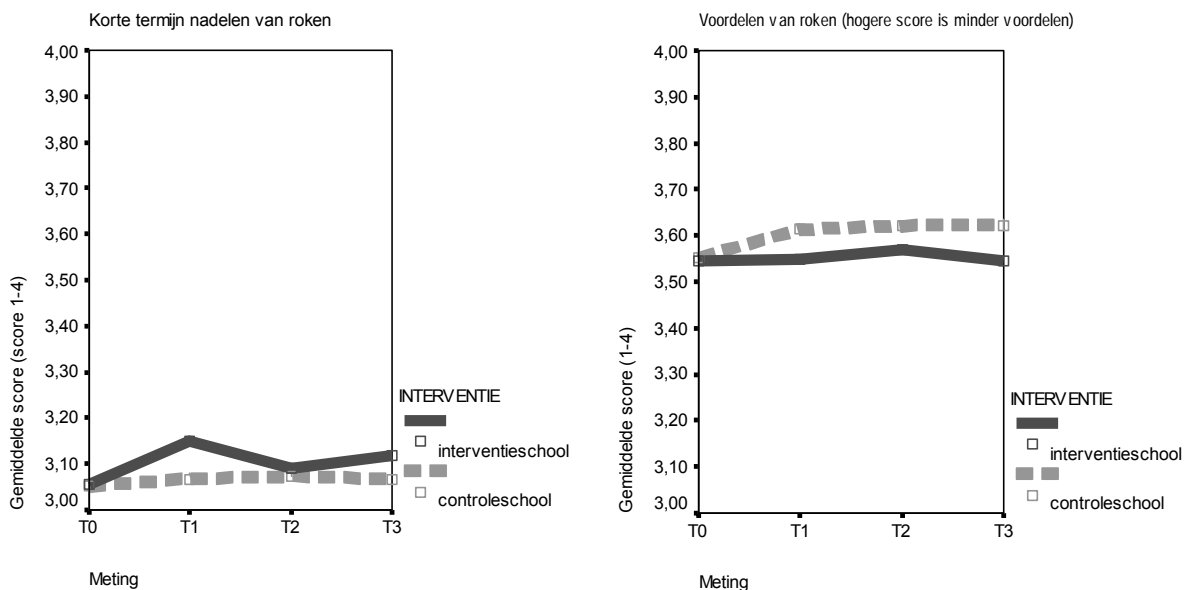 Korte termijn nadelen van roken
4,00
3,90
3,80
3,70
3,60
3,50
3,40
3,30
3,20
3,10
3,00
Gemiddelde score (score 1-4)
T0
T1
T2
T3
Meting
INTERVENTIE
interventieschool
controleschool
Voordelen van roken (hogere score is minder voordelen)
4,00
3,90
3,80
3,70
3,60
3,50
3,40
3,30
3,20
3,10
3,00
Gemiddelde score (1-4)
T0
T1
T2
T3
Meting
INTERVENTIE
interventieschool
controleschool